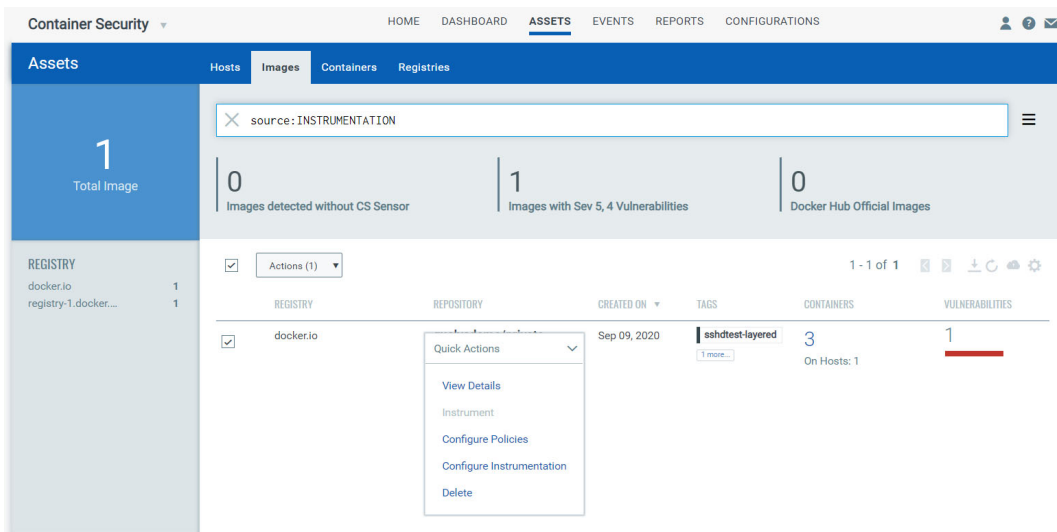 Container Security HOME DASHBOARD ASSETS EVENTS REPORTS CONFIGURATIONS
Assets Hosts Images Containers Registries
source:INSTRUMENTATION
1
Total Image
0 1 0
Images detected without CS Sensor Images with Sev 5, 4 Vulnerabilities Docker Hub Official Images
REGISTRY
docker.io 1
registry-1.docker.... 1
Actions (1) 1 - 1 of 1
REGISTRY REPOSITORY CREATED ON TAGS CONTAINERS VULNERABILITIES
docker.io Sep 09, 2020 sshdtest-layered 3 1
1 more... On Hosts: 1
Quick Actions
View Details
Instrument
Configure Policies
Configure Instrumentation
Delete